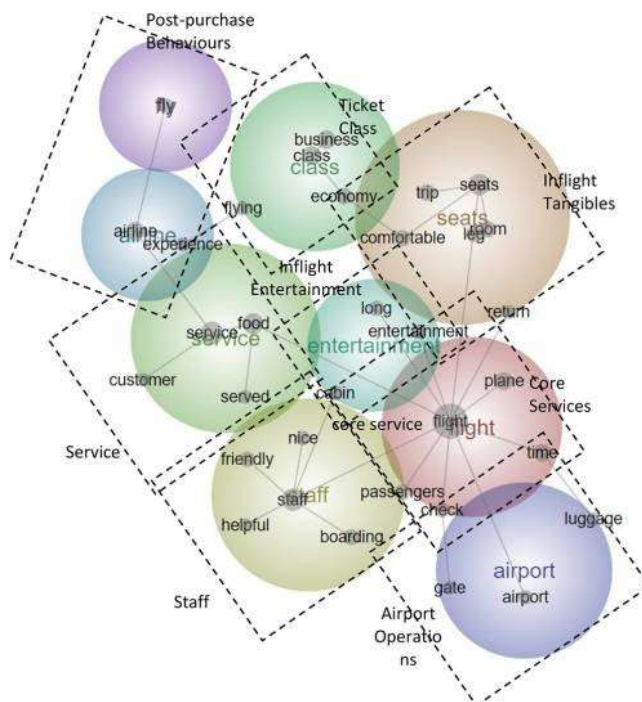 Post-purchase
Behaviours
fly
Ticket
Class
business
class
class
economy
trip
seats
seats
leg
room
Inflight
Tangibles
comfortable
flying
airline
airline
experience
Inflight
Entertainment
long
return
food
service
service
entertainment
entertainment
customer
served
cabin
plane
Core
Services
core service
flight
flight
nice
friendly
Service
time
staff
staff
passengers
check
luggage
helpful
boarding
airport
gate
airport
Staff
Airport
Operatio
ns